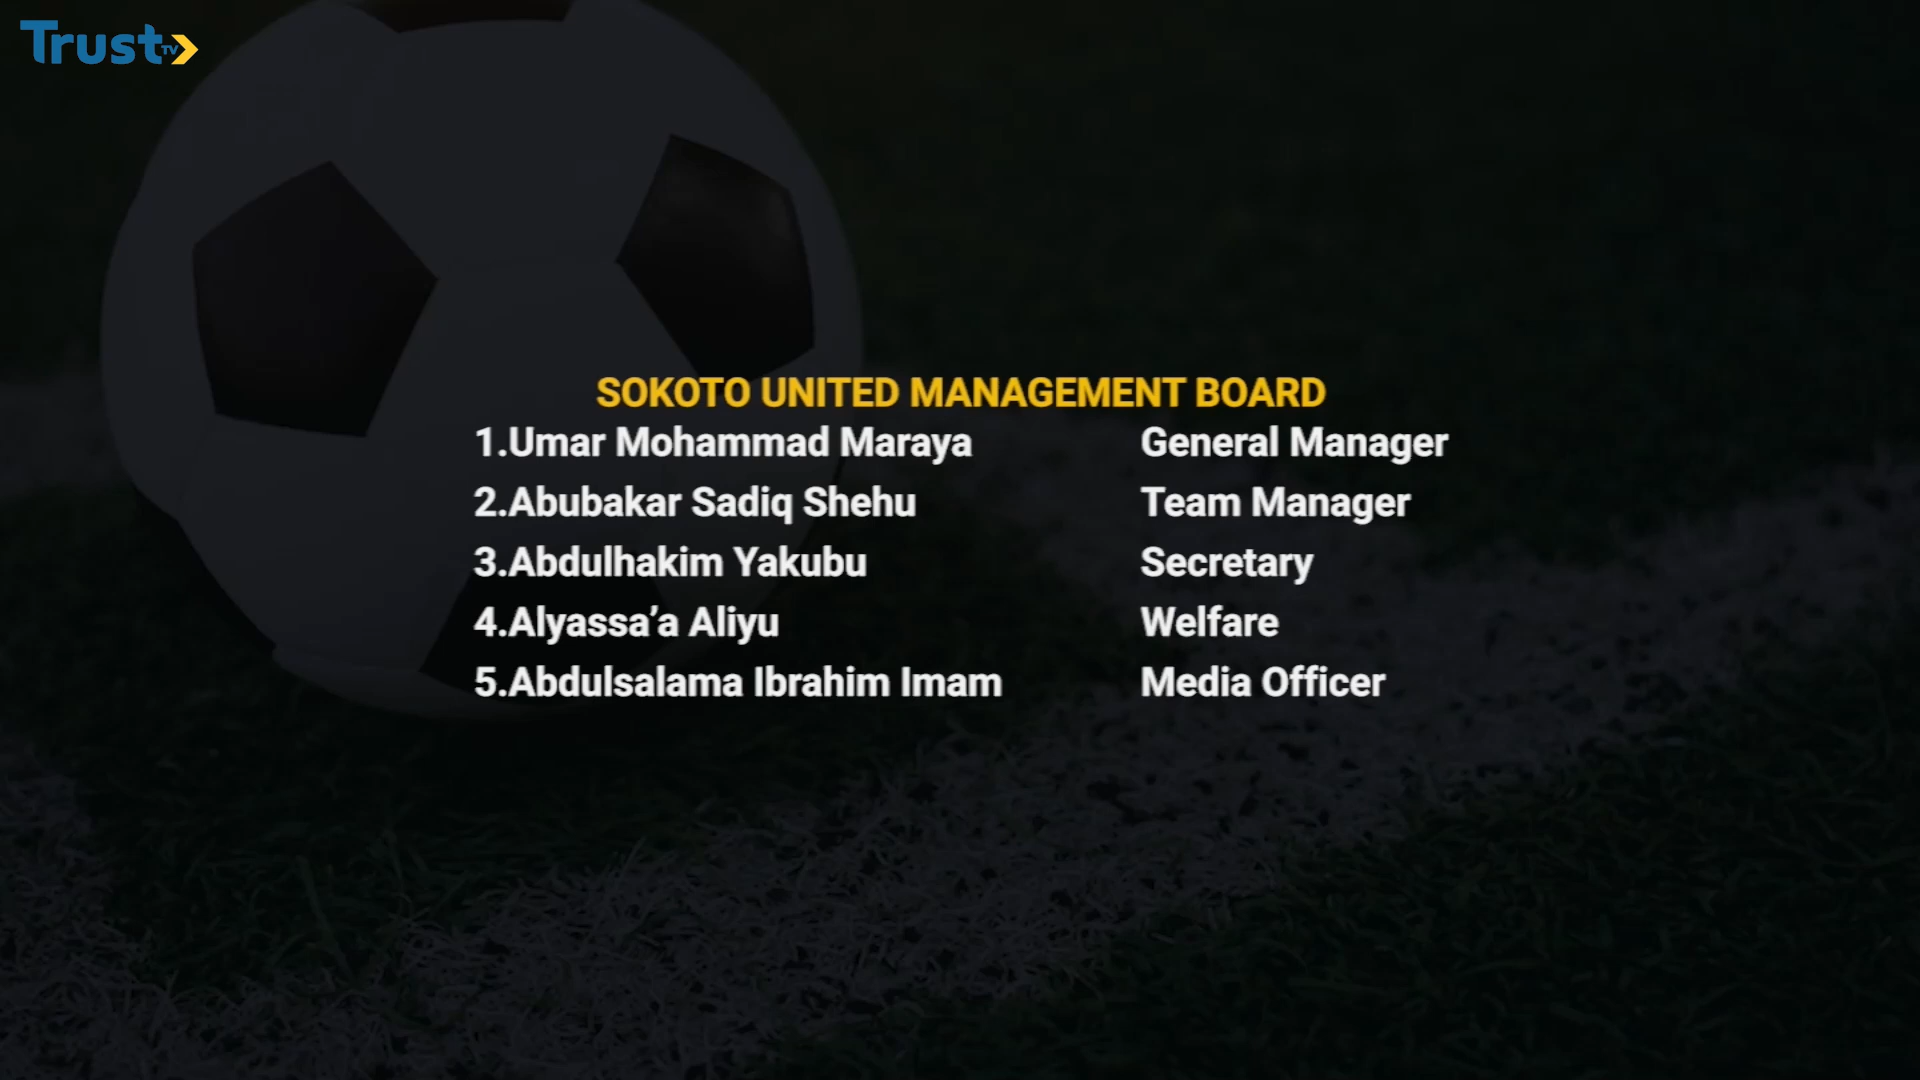 Trust TV
SOKOTO UNITED MANAGEMENT BOARD
1.Umar Mohammad Maraya General Manager
2.Abubakar Sadiq Shehu Team Manager
3.Abdulhakim Yakubu Secretary
4.Alyassa’a Aliyu Welfare
5.Abdulsalama Ibrahim Imam Media Officer